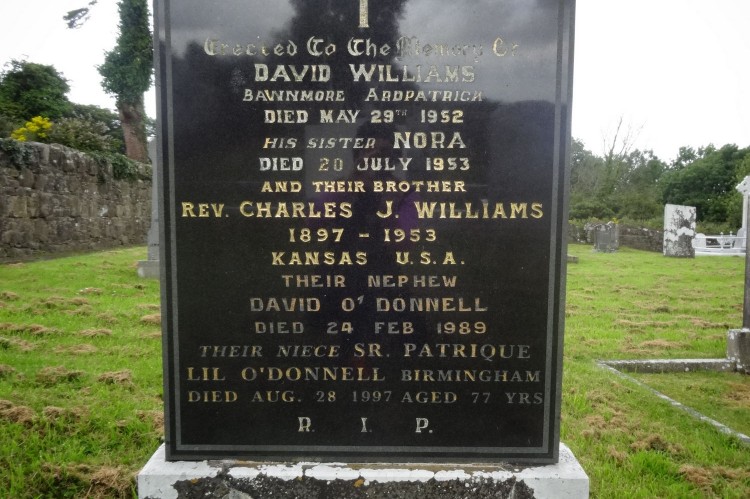 Erected To The Memory Of
DAVID WILLIAMS
BAWNMORE ARDPATRICK
DIED MAY 29TH 1952
HIS SISTER NORA
DIED 20 JULY 1953
AND THEIR BROTHER
REV. CHARLES J. WILLIAMS
1897 - 1953
KANSAS U.S.A.
THEIR NEPHEW
DAVID O'DONNELL
DIED 24 FEB 1989
THEIR NIECE SR. PATRIQUE
LIL O'DONNELL BIRMINGHAM
DIED AUG. 28 1997 AGED 77 YRS
R. I. P.